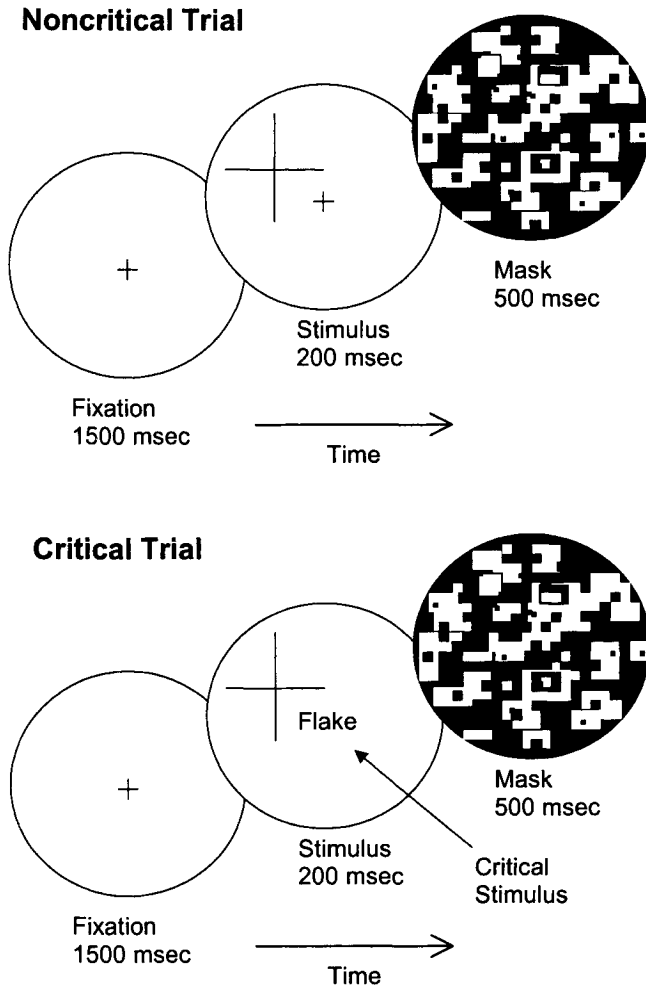 Noncritical Trial
Mask
500 msec
Stimulus
200 msec
Fixation
1500 msec
Time
Critical Trial
Flake
Mask
500 msec
Stimulus
200 msec
Critical
Stimulus
Fixation
1500 msec
Time